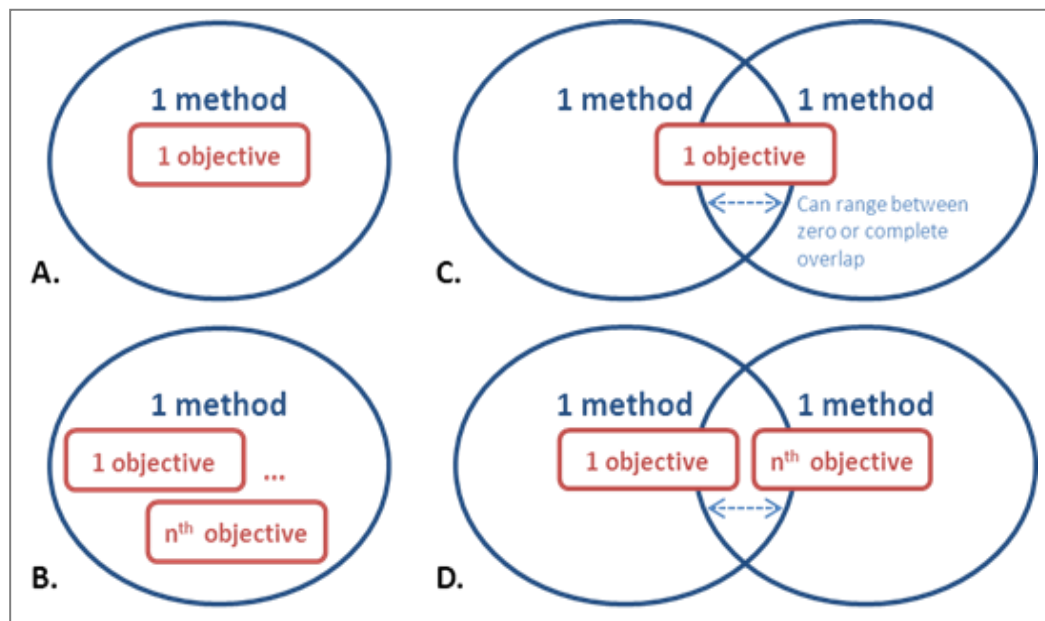 1 method
1 objective
A.
1 method
1 method
1 objective
Can range between
zero or complete
overlap
C.
1 method
1 objective
...
nth objective
B.
1 method
1 method
1 objective
nth objective
D.